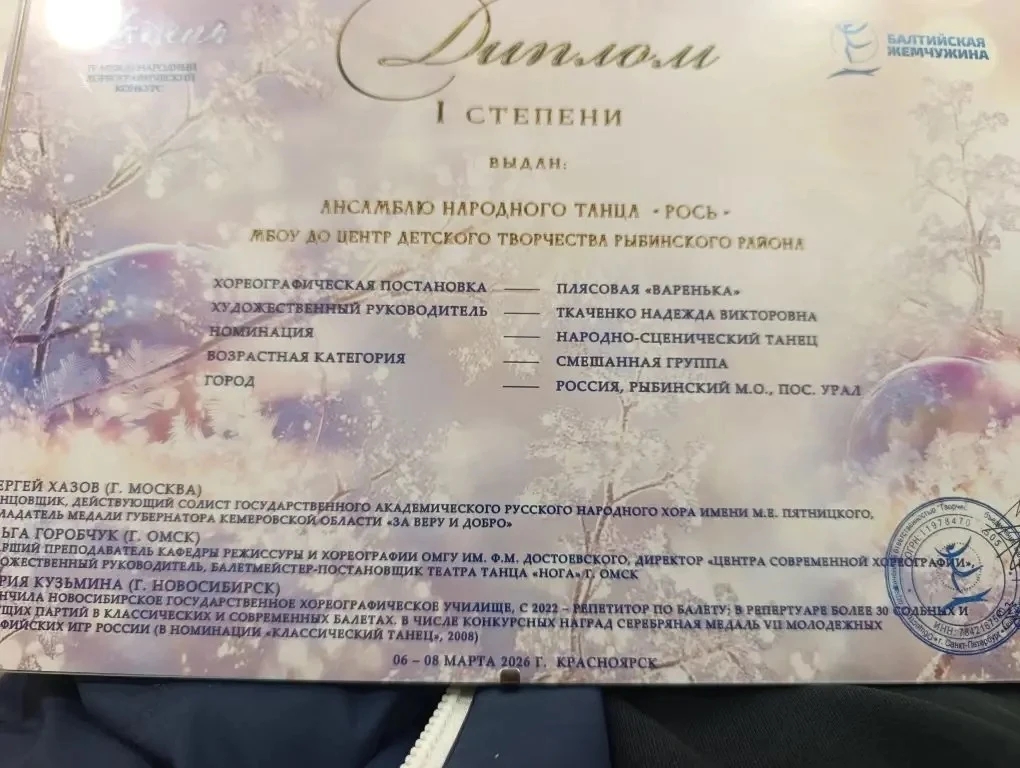 Диплом
IV МЕЖДУНАРОДНЫЙ
ХОРЕОГРАФИЧЕСКИЙ
КОНКУРС
БАЛТИЙСКАЯ
ЖЕМЧУЖИНА
I СТЕПЕНИ
ВЫДАН:
АНСАМБЛЮ НАРОДНОГО ТАНЦА «РОСЬ»
МБОУ ДО ЦЕНТР ДЕТСКОГО ТВОРЧЕСТВА РЫБИНСКОГО РАЙОНА
ХОРЕОГРАФИЧЕСКАЯ ПОСТАНОВКА — ПЛЯСОВАЯ «ВАРЕНЬКА»
ХУДОЖЕСТВЕННЫЙ РУКОВОДИТЕЛЬ — ТКАЧЕНКО НАДЕЖДА ВИКТОРОВНА
НОМИНАЦИЯ — НАРОДНО-СЦЕНИЧЕСКИЙ ТАНЕЦ
ВОЗРАСТНАЯ КАТЕГОРИЯ — СМЕШАННАЯ ГРУППА
ГОРОД — РОССИЯ, РЫБИНСКИЙ М.О., ПОС. УРАЛ
ЕРГЕЙ ХАЗОВ (Г. МОСКВА)
НЦОВЩИК, ДЕЙСТВУЮЩИЙ СОЛИСТ ГОСУДАРСТВЕННОГО АКАДЕМИЧЕСКОГО РУССКОГО НАРОДНОГО ХОРА ИМЕНИ М.Е. ПЯТНИЦКОГО,
ЛАДАТЕЛЬ МЕДАЛИ ГУБЕРНАТОРА КЕМЕРОВСКОЙ ОБЛАСТИ «ЗА ВЕРУ И ДОБРО»
ЬГА ГОРОБЧУК (Г. ОМСК)
РШИЙ ПРЕПОДАВАТЕЛЬ КАФЕДРЫ РЕЖИССУРЫ И ХОРЕОГРАФИИ ОМГУ ИМ. Ф.М. ДОСТОЕВСКОГО, ДИРЕКТОР «ЦЕНТРА СОВРЕМЕННОЙ ХОРЕОГРАФИИ»,
ОЖЕСТВЕННЫЙ РУКОВОДИТЕЛЬ, БАЛЕТМЕЙСТЕР-ПОСТАНОВЩИК ТЕАТРА ТАНЦА «НОГА» Г. ОМСК
РИЯ КУЗЬМИНА (Г. НОВОСИБИРСК)
НЧИЛА НОВОСИБИРСКОЕ ГОСУДАРСТВЕННОЕ ХОРЕОГРАФИЧЕСКОЕ УЧИЛИЩЕ, С 2022 – РЕПЕТИТОР ПО БАЛЕТУ; В РЕПЕРТУАРЕ БОЛЕЕ 30 СОЛЬНЫХ И
УЩИХ ПАРТИЙ В КЛАССИЧЕСКИХ И СОВРЕМЕННЫХ БАЛЕТАХ. В ЧИСЛЕ КОНКУРСНЫХ НАГРАД СЕРЕБРЯНАЯ МЕДАЛЬ VII МОЛОДЕЖНЫХ
ФИЙСКИХ ИГР РОССИИ (В НОМИНАЦИИ «КЛАССИЧЕСКИЙ ТАНЕЦ», 2008)
06 – 08 МАРТА 2026 Г. КРАСНОЯРСК